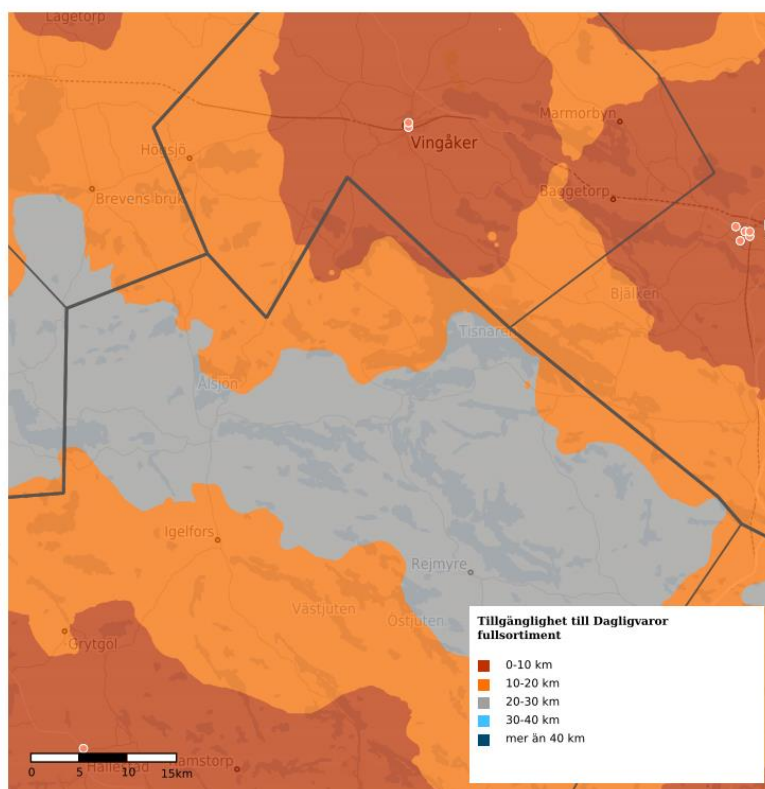 Lagetorp
Marmorbyn
Vingåker
Högsjö
Baggetorp
Brevens bruk
Bjälken
Tisnaren
Ålsjön
Igelfors
Rejmyre
Västjuten
Östjuten
Grytgöl
Hällestad
Hamstorp
0 5 10 15km
Tillgänglighet till Dagligvaror
fullsortiment
0-10 km
10-20 km
20-30 km
30-40 km
mer än 40 km